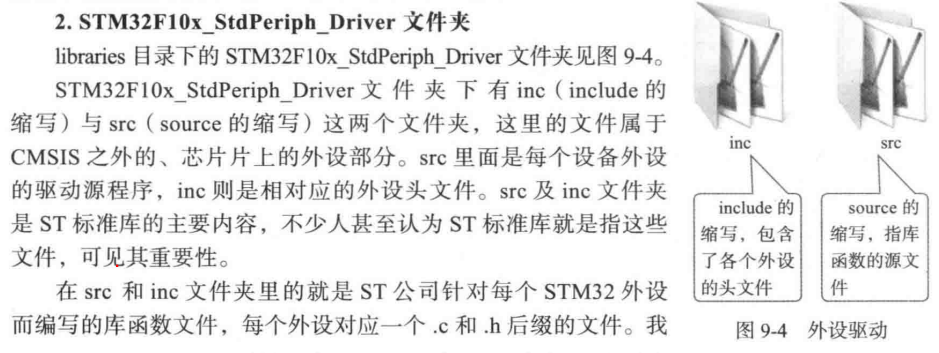 2. STM32F10x_StdPeriph_Driver 文件夹
libraries 目录下的 STM32F10x_StdPeriph_Driver 文件夹见图 9-4。
STM32F10x_StdPeriph_Driver 文件夹下有 inc（include 的
缩写）与 src（source 的缩写）这两个文件夹，这里的文件属于
CMSIS 之外的、芯片片上的外设部分。src 里面是每个设备外设
的驱动源程序，inc 则是相对应的外设头文件。src 及 inc 文件夹
是 ST 标准库的主要内容，不少人甚至认为 ST 标准库就是指这些
文件，可见其重要性。
在 src 和 inc 文件夹里的就是 ST 公司针对每个 STM32 外设
而编写的库函数文件，每个外设对应一个 .c 和 .h 后缀的文件。我
inc
include 的
缩写，包含
了各个外设
的头文件
src
source 的
缩写，指库
函数的源文
件
图 9-4 外设驱动